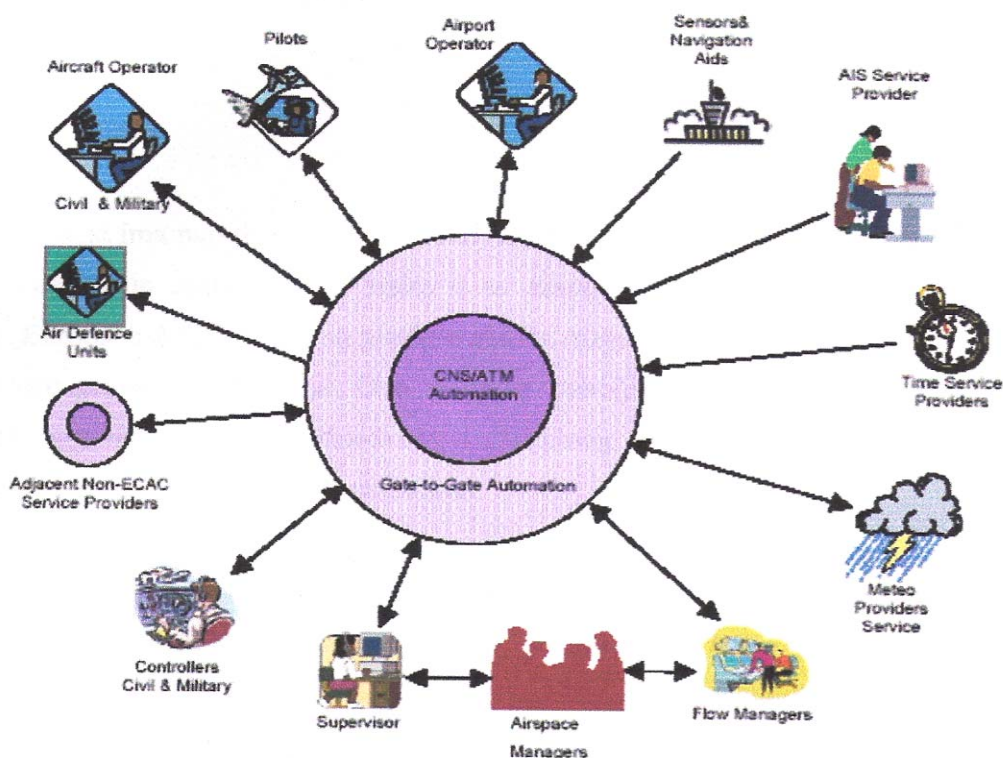 Sensors&
Navigation
Aids
Airport
Operator
Pilots
Aircraft Operator
AIS Service
Provider
Civil & Military
Air Defence
Units
CNS/ATM
Automation
Time Service
Providers
Adjacent Non-ECAC
Service Providers
Gate-to-Gate Automation
Meteo
Providers
Service
Controllers
Civil & Military
Supervisor
Airspace
Managers
Flow Managers